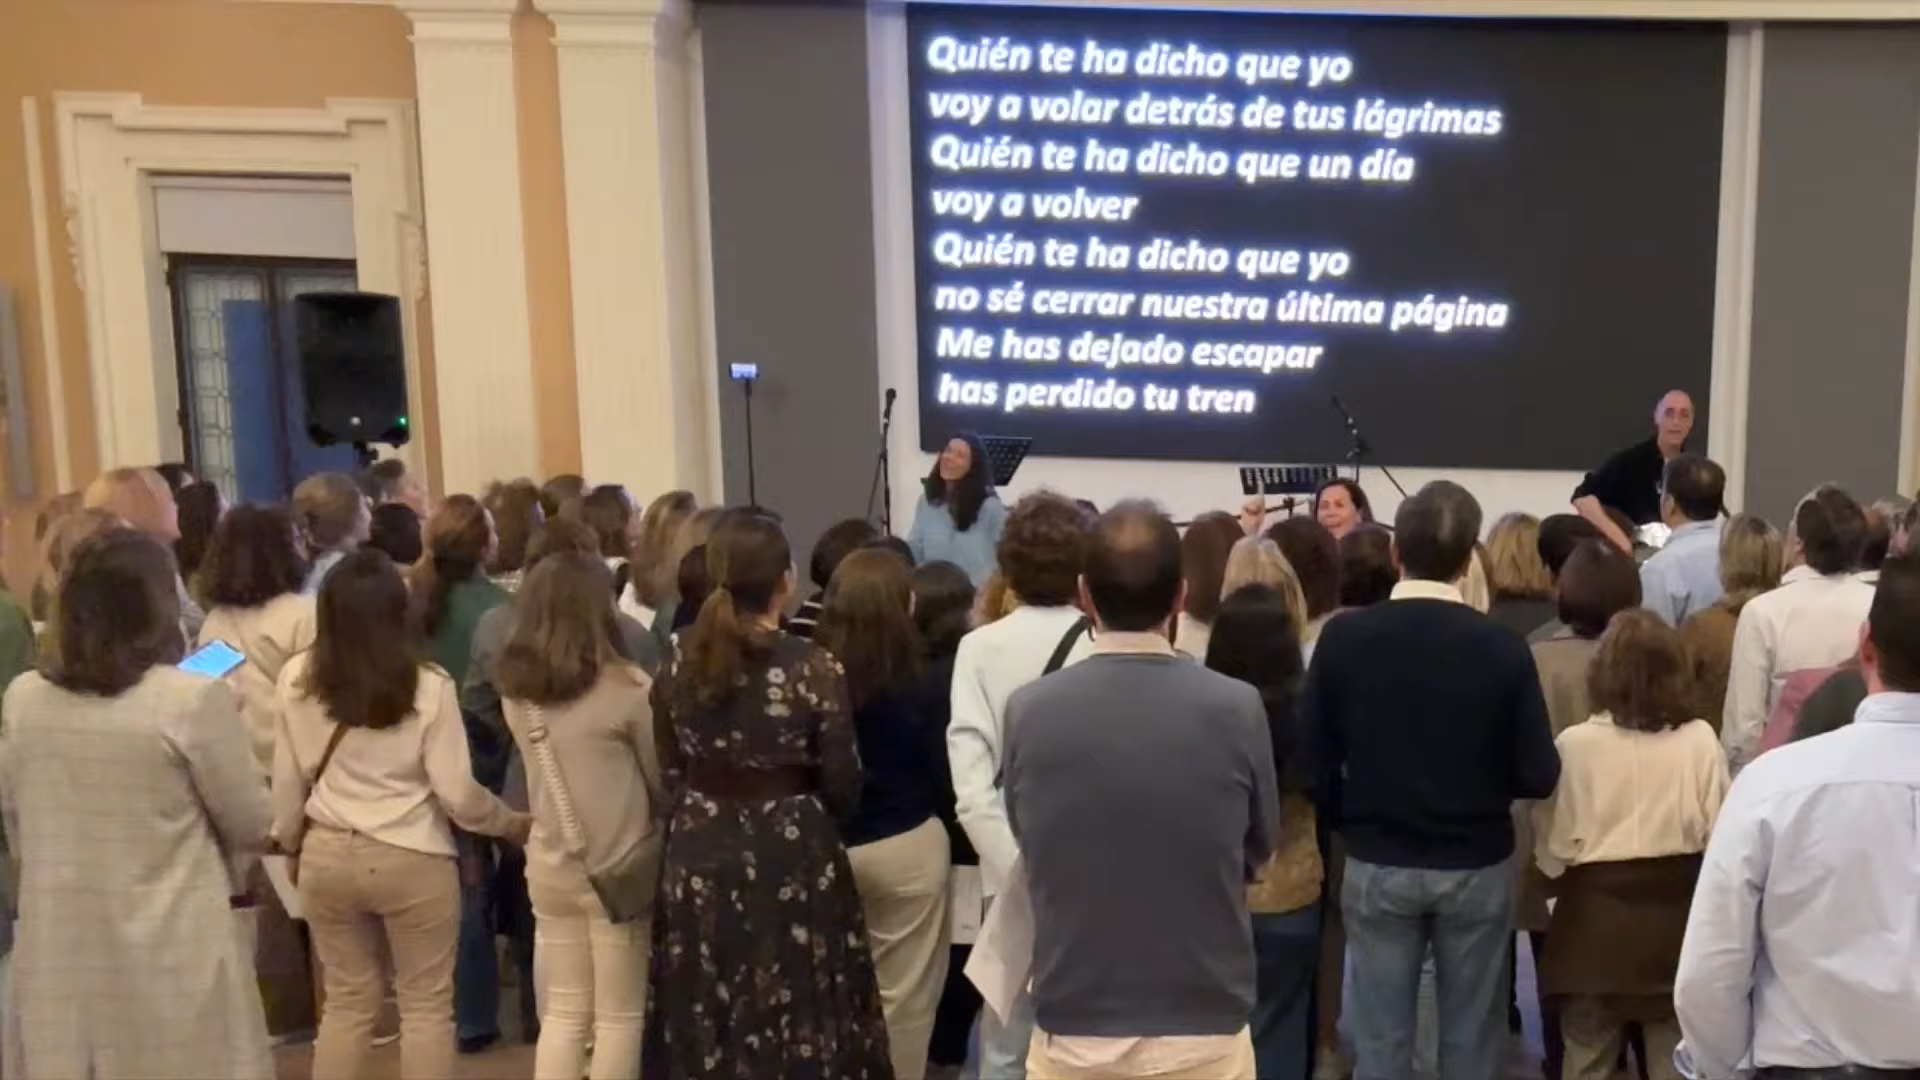 Quién te ha dicho que yo
voy a volar detrás de tus lágrimas
Quién te ha dicho que un día
voy a volver
Quién te ha dicho que yo
no sé cerrar nuestra última página
Me has dejado escapar
has perdido tu tren